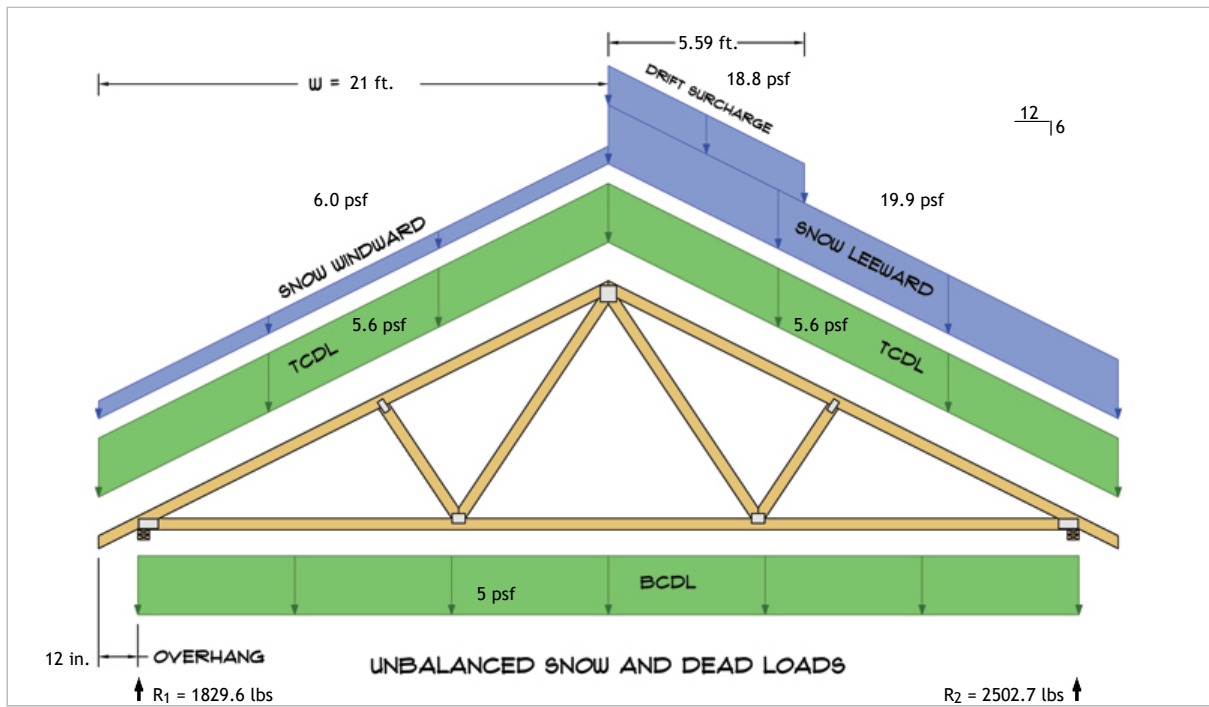 5.59 ft.
W = 21 ft.
DRIFT SURCHARGE
18.8 psf
12
6
6.0 psf
19.9 psf
SNOW WINDWARD
SNOW LEEWARD
5.6 psf
5.6 psf
TCDL
TCDL
5 psf
BCDL
12 in.
OVERHANG
UNBALANCED SNOW AND DEAD LOADS
R1 = 1829.6 lbs
R2 = 2502.7 lbs